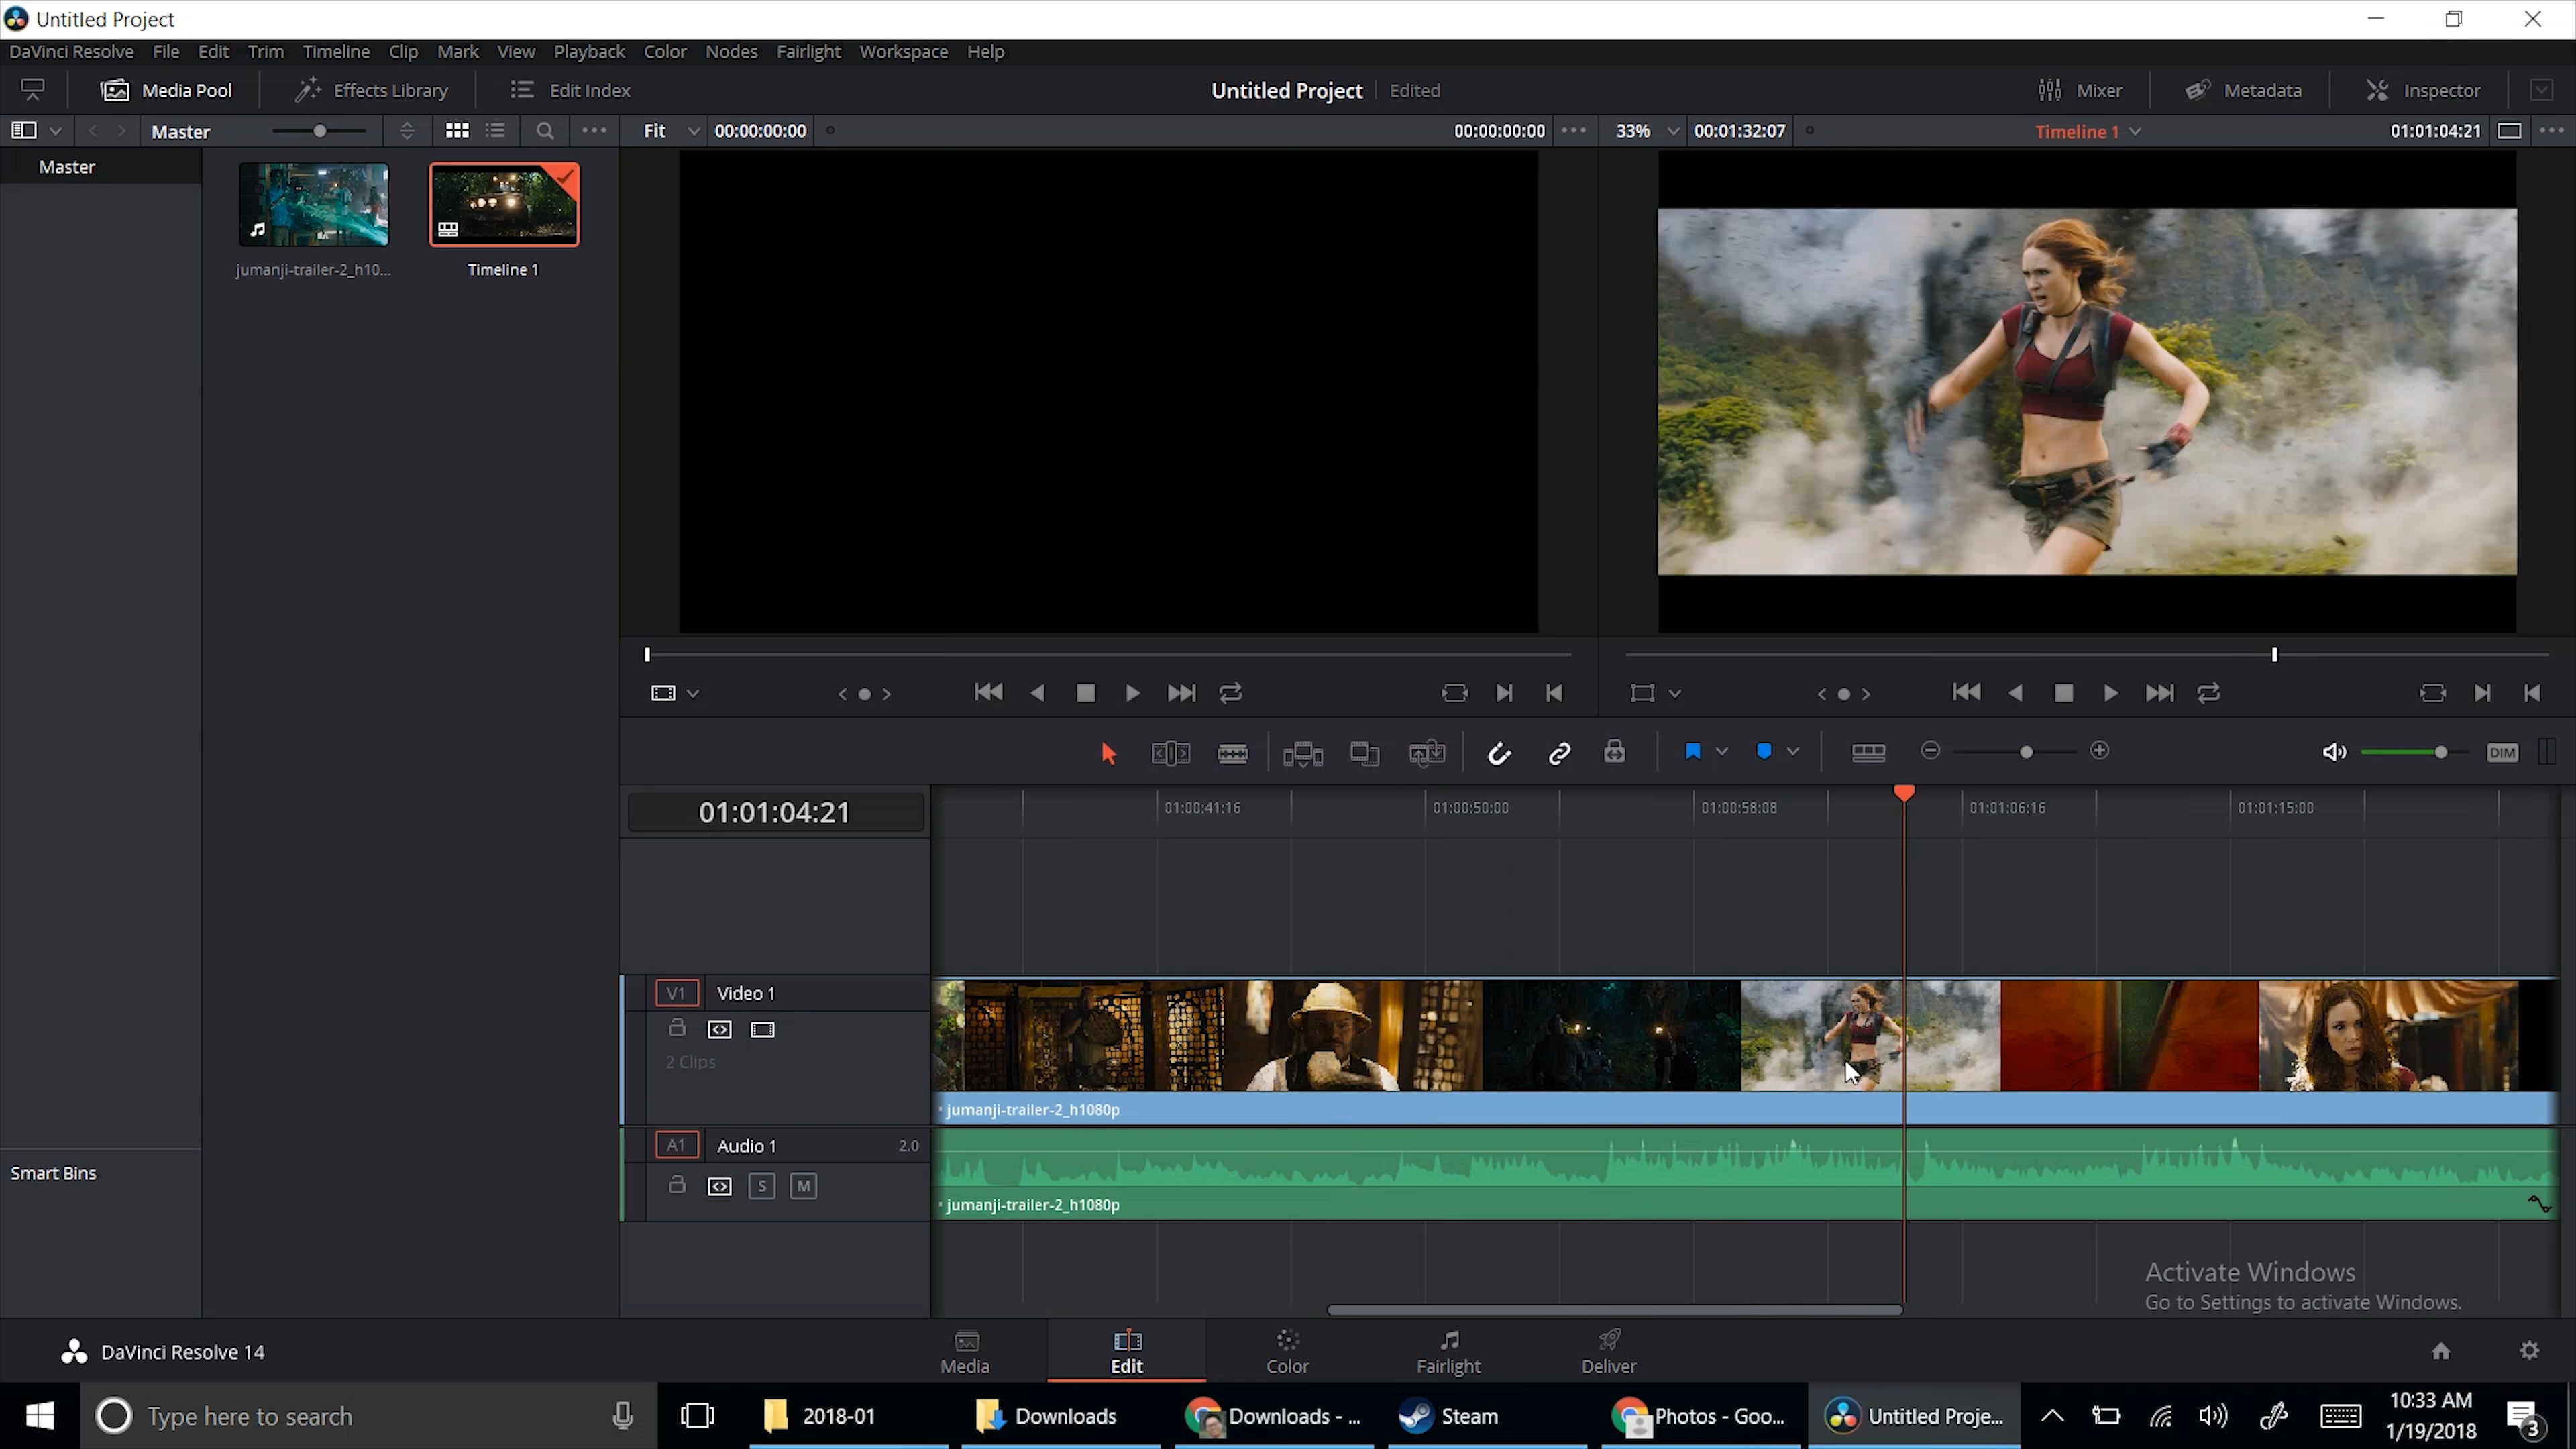 Untitled Project
DaVinci Resolve File Edit Trim Timeline Clip Mark View Playback Color Nodes Fairlight Workspace Help
Media Pool Effects Library Edit Index Untitled Project Edited Mixer Metadata Inspector
Master Fit 00:00:00:00 00:00:00:00 33% 00:01:32:07 Timeline 1 01:01:04:21
Master
jumanji-trailer-2_h10... Timeline 1
DIM
01:01:04:21 01:00:41:16 01:00:50:00 01:00:58:08 01:01:06:16 01:01:15:00
V1 Video 1
2 Clips
jumanji-trailer-2_h1080p
A1 Audio 1 2.0
Smart Bins
S M
jumanji-trailer-2_h1080p
Activate Windows
Go to Settings to activate Windows.
DaVinci Resolve 14
Media Edit Color Fairlight Deliver
Type here to search 2018-01 Downloads Downloads - ... Steam Photos - Goo... Untitled Proje... 10:33 AM
1/19/2018 3